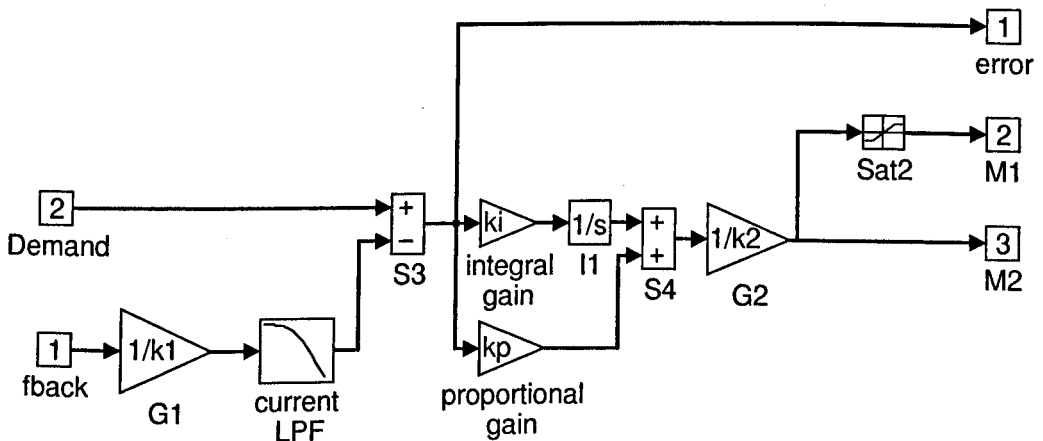 1
error
2
M1
Sat2
2
Demand
+
−
S3
ki
integral
gain
1/s
I1
+
+
S4
1/k2
G2
3
M2
1
fback
1/k1
G1
current
LPF
kp
proportional
gain